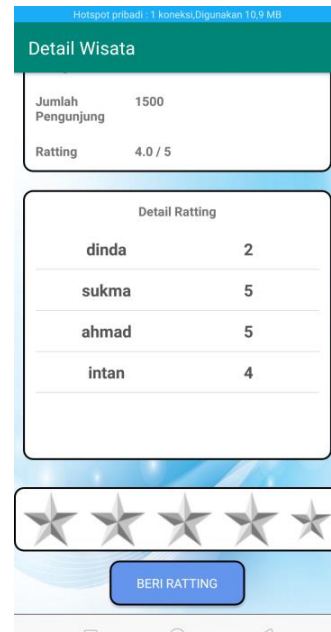 Hotspot pribadi : 1 koneksi,Digunakan 10,9 MB
Detail Wisata
Jumlah 1500
Pengunjung
Ratting 4.0 / 5
Detail Ratting
dinda 2
sukma 5
ahmad 5
intan 4
BERI RATTING